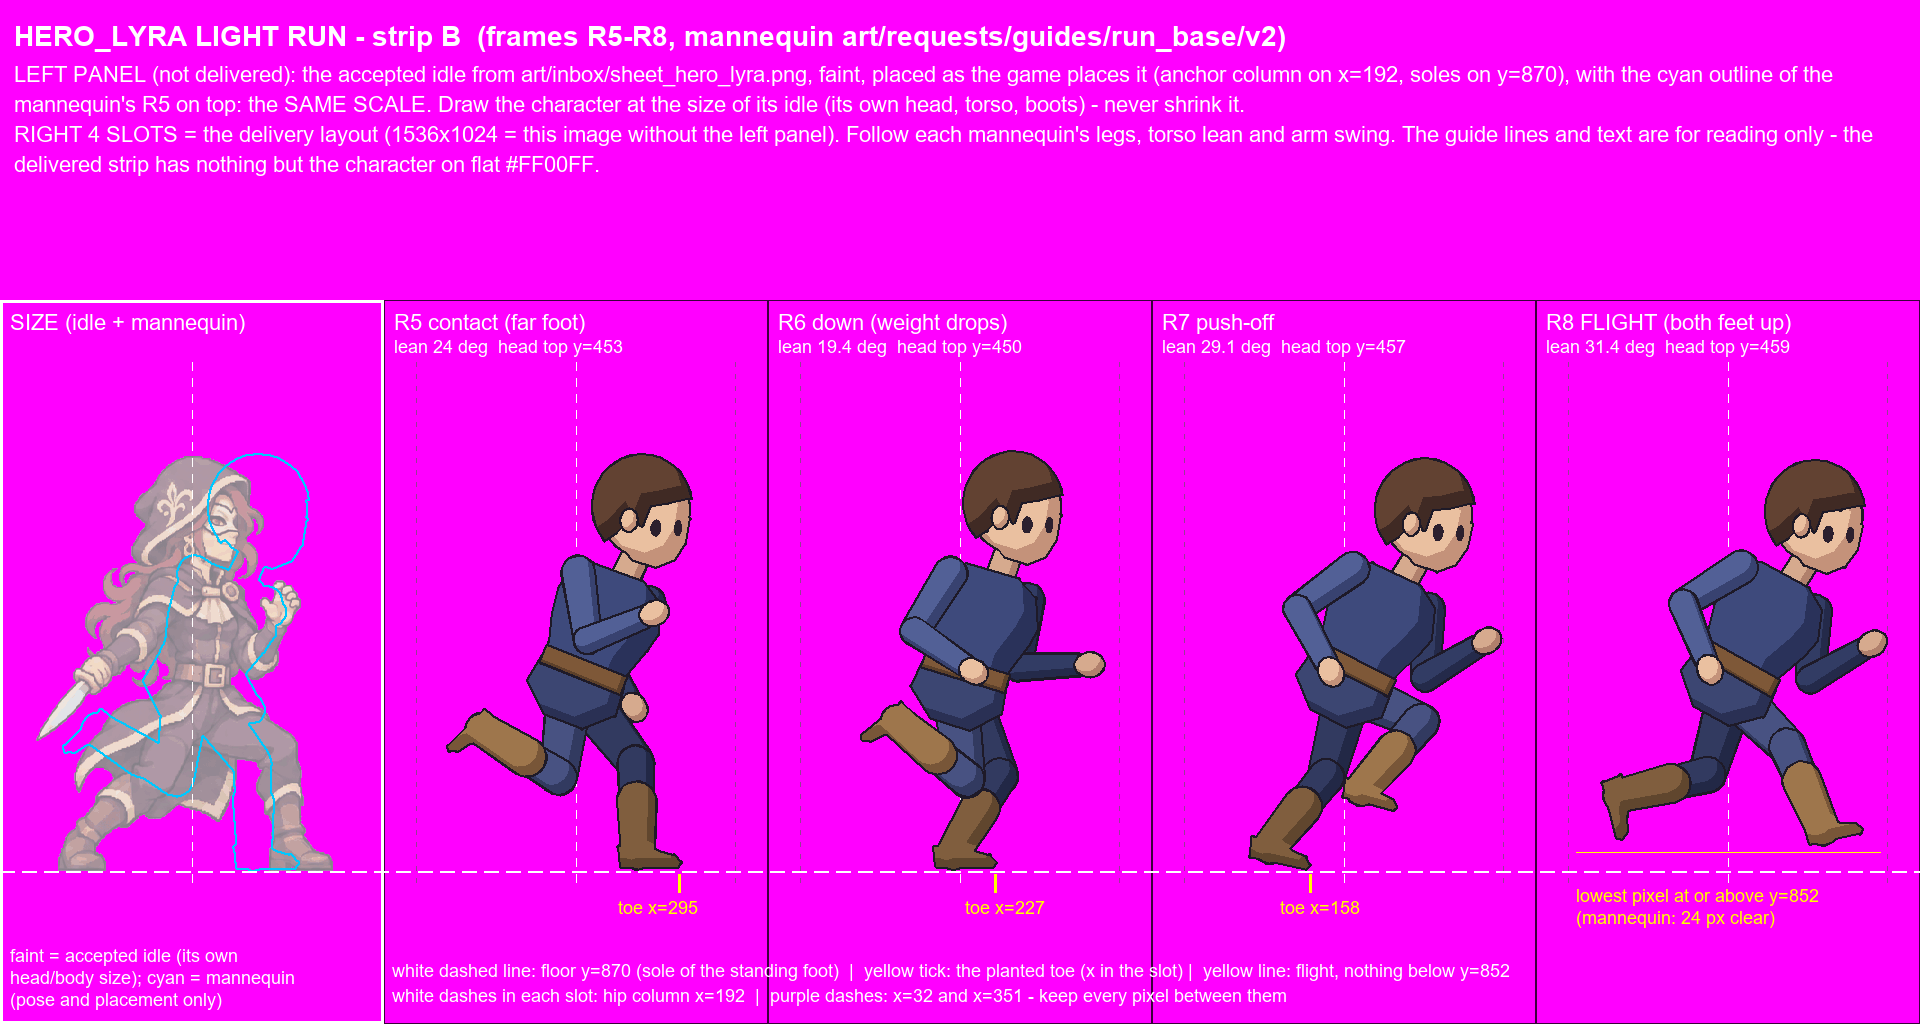 HERO_LYRA LIGHT RUN - strip B  (frames R5-R8, mannequin art/requests/guides/run_base/v2)
LEFT PANEL (not delivered): the accepted idle from art/inbox/sheet_hero_lyra.png, faint, placed as the game places it (anchor column on x=192, soles on y=870), with the cyan outline of the
mannequin's R5 on top: the SAME SCALE. Draw the character at the size of its idle (its own head, torso, boots) - never shrink it.
RIGHT 4 SLOTS = the delivery layout (1536x1024 = this image without the left panel). Follow each mannequin's legs, torso lean and arm swing. The guide lines and text are for reading only - the
delivered strip has nothing but the character on flat #FF00FF.
SIZE (idle + mannequin)
R5 contact (far foot)
lean 24 deg  head top y=453
R6 down (weight drops)
lean 19.4 deg  head top y=450
R7 push-off
lean 29.1 deg  head top y=457
R8 FLIGHT (both feet up)
lean 31.4 deg  head top y=459
toe x=295
toe x=227
toe x=158
lowest pixel at or above y=852
(mannequin: 24 px clear)
faint = accepted idle (its own
head/body size); cyan = mannequin
(pose and placement only)
white dashed line: floor y=870 (sole of the standing foot)  |  yellow tick: the planted toe (x in the slot) |  yellow line: flight, nothing below y=852
white dashes in each slot: hip column x=192  |  purple dashes: x=32 and x=351 - keep every pixel between them